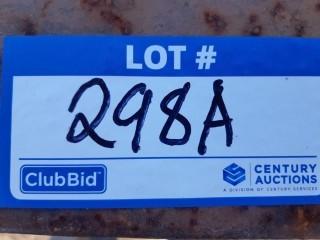 LOT #
298A
ClubBid
CENTURY
AUCTIONS
A DIVISION OF CENTURY SERVICES